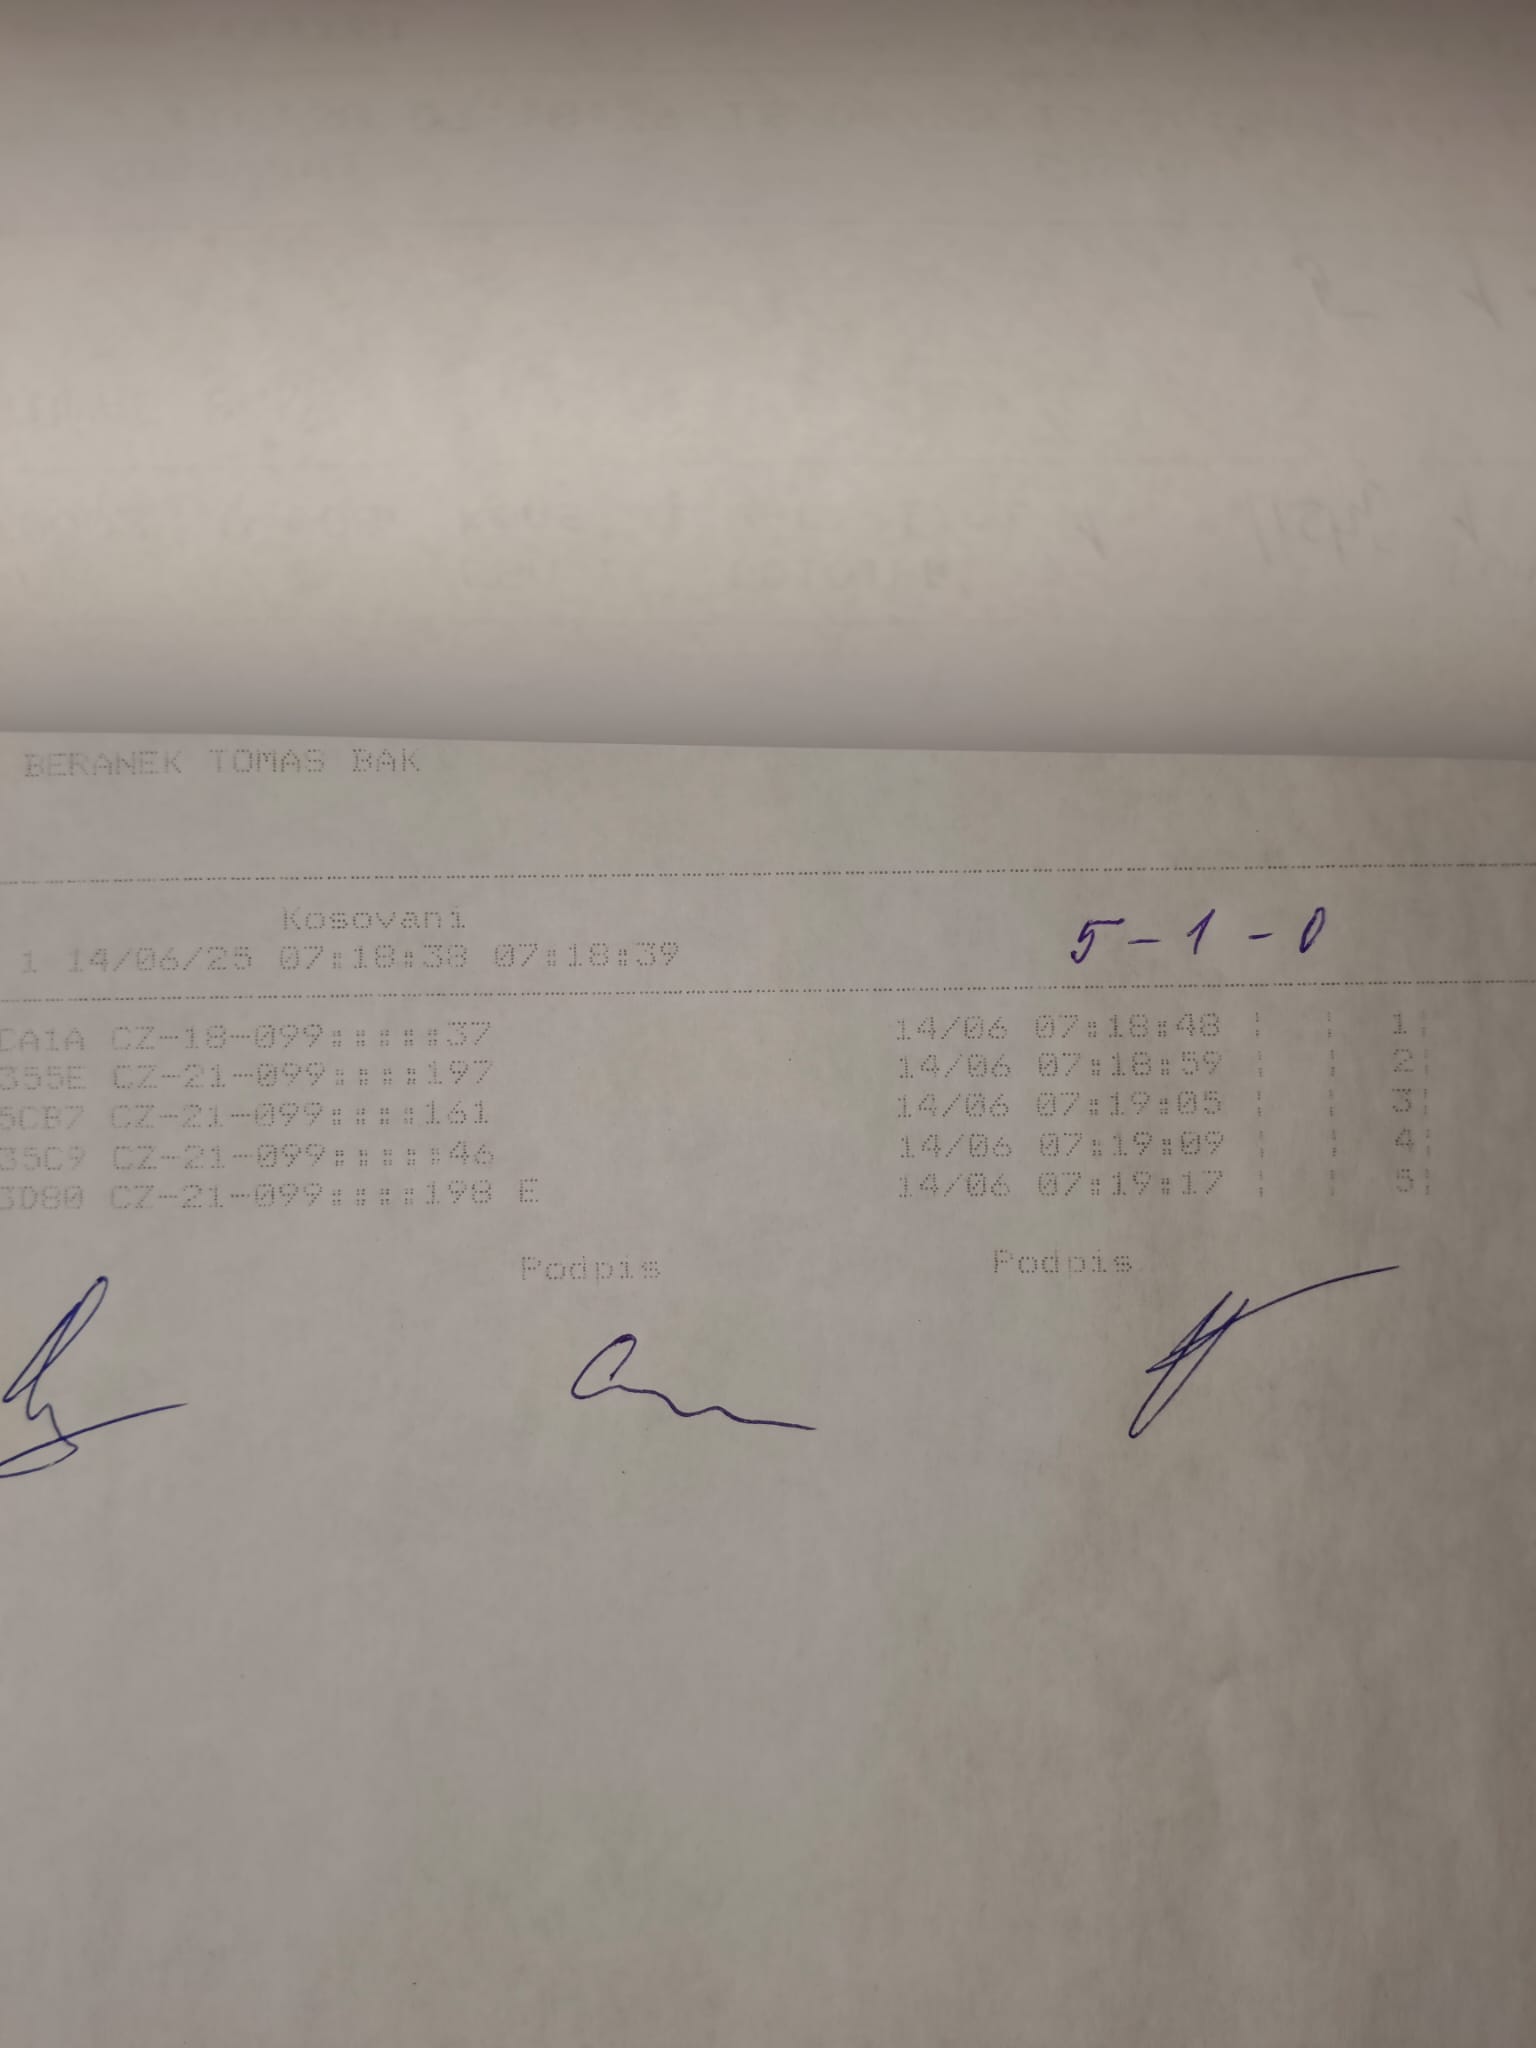 BERANEK TOMAS BAK
Kosovani
5-1-0
1 14/06/25 07:18:38 07:18:39
CA1A CZ-18-099:::::37 14/06 07:18:48 | | 1|
355E CZ-21-099::::197 14/06 07:18:59 | | 2|
5CB7 CZ-21-099::::161 14/06 07:19:05 | | 3|
35C9 CZ-21-099:::::46 14/06 07:19:09 | | 4|
3D80 CZ-21-099::::198 E 14/06 07:19:17 | | 5|
Podpis Podpis